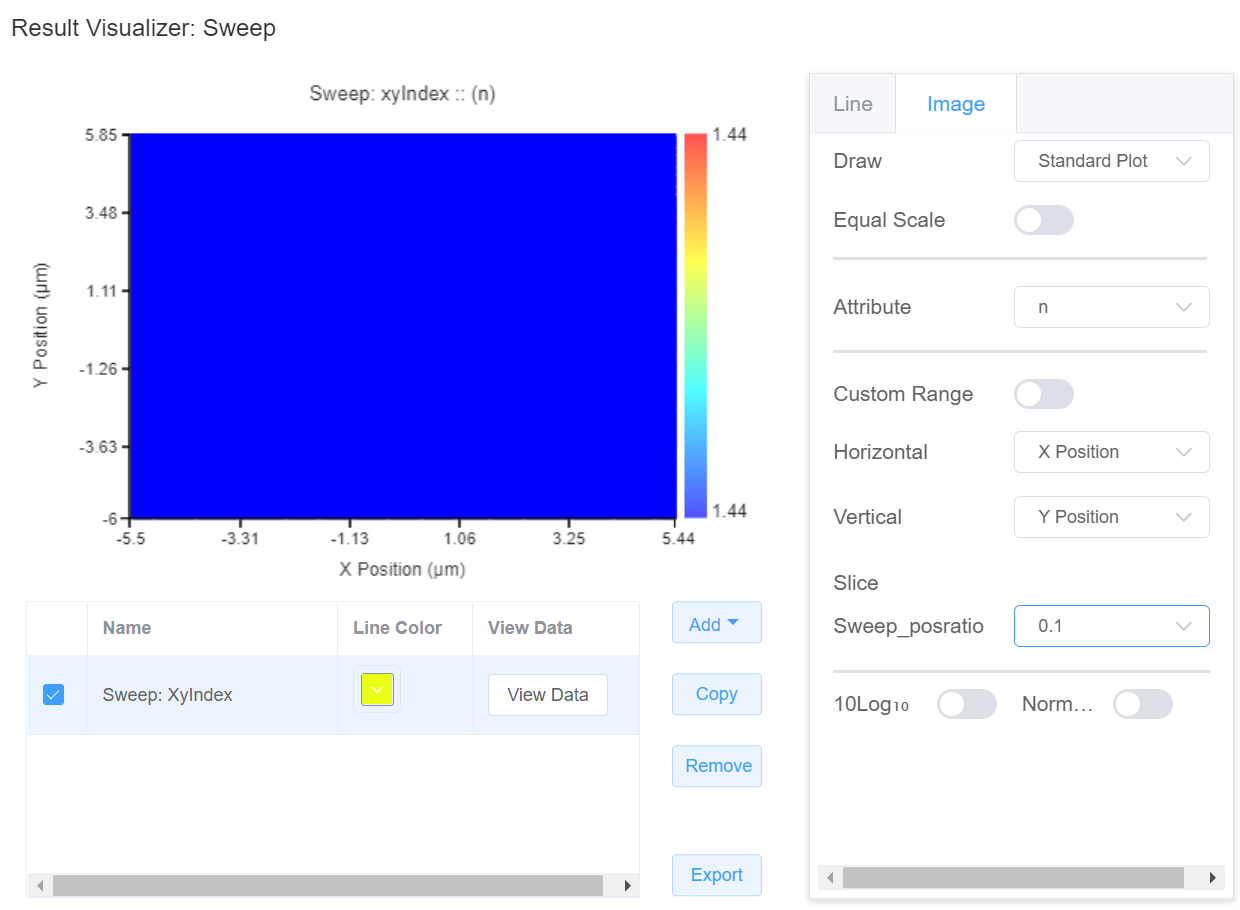 Result Visualizer: Sweep
Sweep: xyIndex :: (n)
5.85
3.48
1.11
-1.26
-3.63
-6
Y Position (μm)
-5.5 -3.31 -1.13 1.06 3.25 5.44
X Position (μm)
1.44
1.44
Name Line Color View Data
Sweep: XyIndex View Data
Add
Copy
Remove
Export
Line Image
Draw Standard Plot
Equal Scale
Attribute n
Custom Range
Horizontal X Position
Vertical Y Position
Slice
Sweep_posratio 0.1
10Log₁₀ Norm...